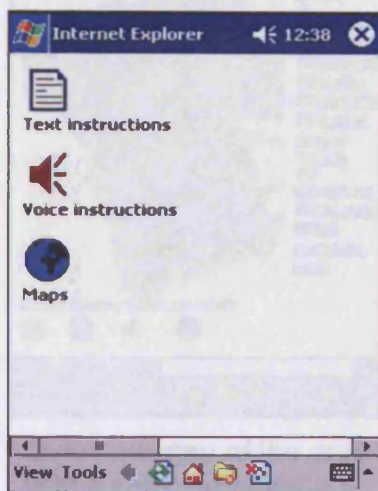 Internet Explorer 12:38
Text instructions
Voice instructions
Maps
View Tools